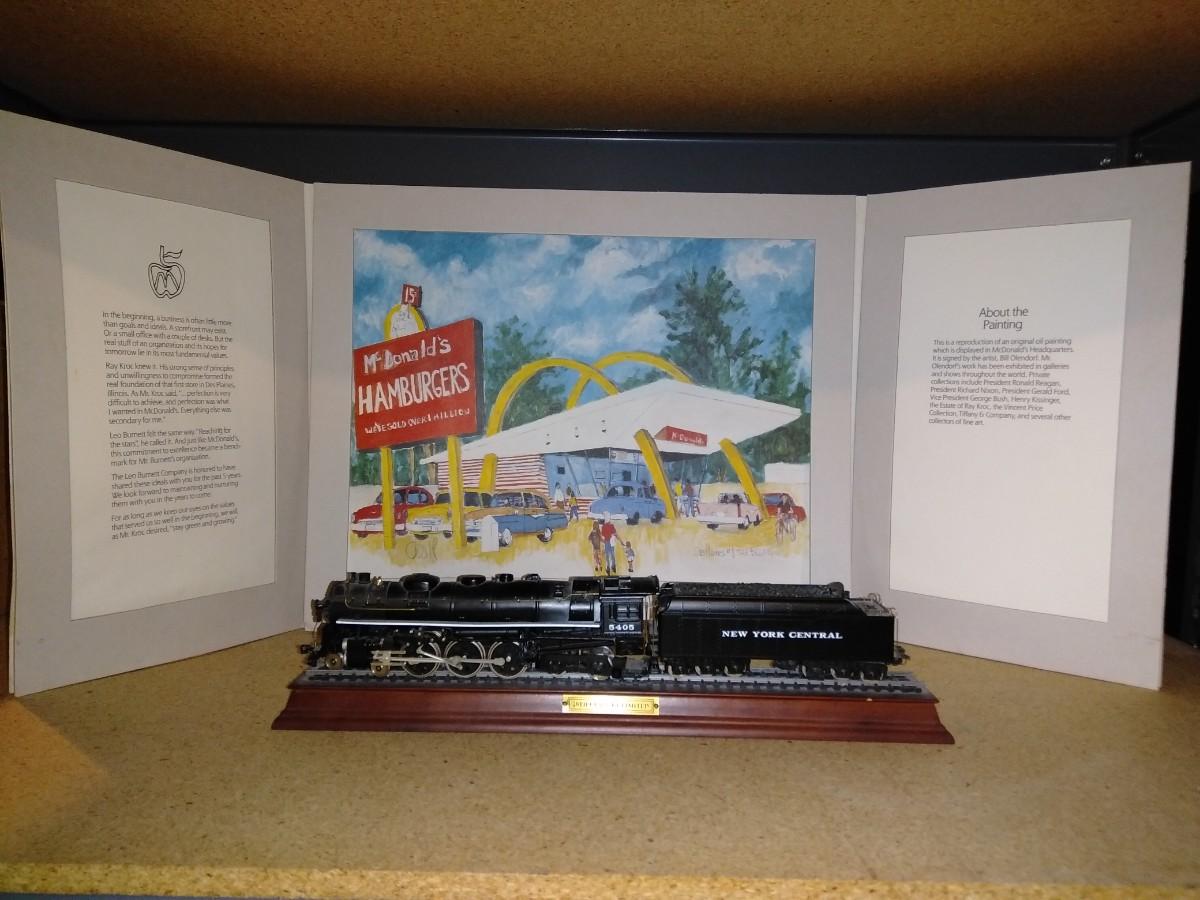 In the beginning, a business is often little more
than goals and ideals. A storefront may exist.
Or a small office with a couple of desks. But the
real stuff of an organization and its hopes for
tomorrow lie in its most fundamental values.
Ray Kroc knew it. His strong sense of principles
and unwillingness to compromise formed the
real foundation of that first store in Des Plaines,
Illinois. As Mr. Kroc said, "... perfection is very
difficult to achieve, and perfection was what
I wanted in McDonald's. Everything else was
secondary for me."
Leo Burnett felt the same way. "Reach for
the stars", he called it. And just like McDonald's,
this commitment to excellence became a bench-
mark for Mr. Burnett's organization.
The Leo Burnett Company is honored to have
shared these ideals with you for the past 5 years.
We look forward to maintaining and nurturing
them with you in the years to come.
For as long as we keep our eyes on the values
that served us so well in the beginning, we will,
as Mr. Kroc desired, "stay green and growing."
15¢
McDonald's
HAMBURGERS
WE'VE SOLD OVER 1 MILLION
McDonald's
About the
Painting
This is a reproduction of an original oil painting
which is displayed in McDonald's Headquarters.
It is signed by the artist, Bill Olendorf. Mr.
Olendorf's work has been exhibited in galleries
and shows throughout the world. Private
collections include President Ronald Reagan,
President Richard Nixon, President Gerald Ford,
Vice President George Bush, Henry Kissinger,
the Estate of Ray Kroc, the Vincent Price
Collection, Tiffany & Company, and several other
collectors of fine art.
5405
NEW YORK CENTRAL